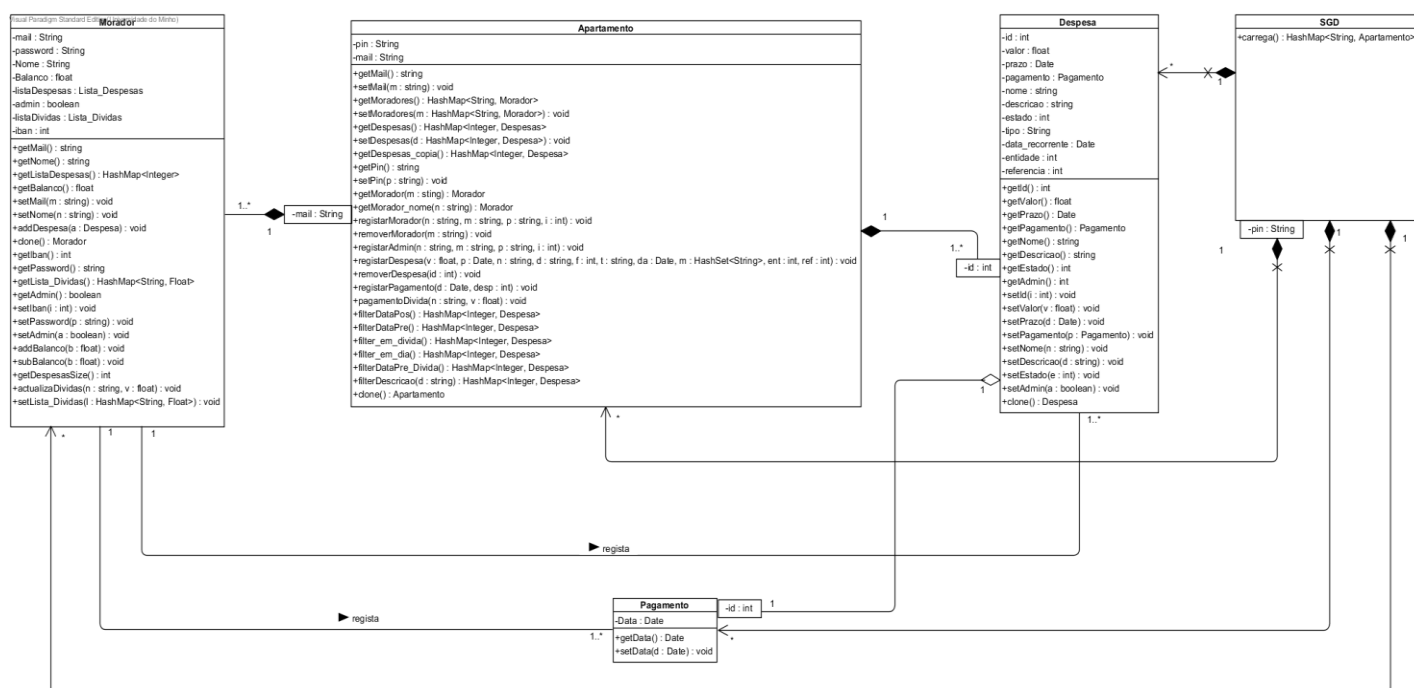 Visual Paradigm Standard Edition(Universidade do Minho)
Morador
-mail : String
-password : String
-Nome : String
-Balanco : float
-listaDespesas : Lista_Despesas
-admin : boolean
-listaDividas : Lista_Dividas
-iban : int
+getMail() : string
+getNome() : string
+getListaDespesas() : HashMap<Integer>
+getBalanco() : float
+setMail(m : string) : void
+setNome(n : string) : void
+addDespesa(a : Despesa) : void
+clone() : Morador
+getIban() : int
+getPassword() : string
+getLista_Dividas() : HashMap<String, Float>
+getAdmin() : boolean
+setIban(i : int) : void
+setPassword(p : string) : void
+setAdmin(a : boolean) : void
+addBalanco(b : float) : void
+subBalanco(b : float) : void
+getDespesasSize() : int
+actualizaDividas(n : string, v : float) : void
+setLista_Dividas(l : HashMap<String, Float>) : void
1..*
1
-mail : String
Apartamento
-pin : String
-mail : String
+getMail() : string
+setMail(m : string) : void
+getMoradores() : HashMap<String, Morador>
+setMoradores(m : HashMap<String, Morador>) : void
+getDespesas() : HashMap<Integer, Despesas>
+setDespesas(d : HashMap<Integer, Despesa>) : void
+getDespesas_copia() : HashMap<Integer, Despesa>
+getPin() : string
+setPin(p : string) : void
+getMorador(m : sting) : Morador
+getMorador_nome(n : string) : Morador
+registarMorador(n : string, m : string, p : string, i : int) : void
+removerMorador(m : string) : void
+registarAdmin(n : string, m : string, p : string, i : int) : void
+registarDespesa(v : float, p : Date, n : string, d : string, f : int, t : string, da : Date, m : HashSet<String>, ent : int, ref : int) : void
+removerDespesa(id : int) : void
+registarPagamento(d : Date, desp : int) : void
+pagamentoDivida(n : string, v : float) : void
+filterDataPos() : HashMap<Integer, Despesa>
+filterDataPre() : HashMap<Integer, Despesa>
+filter_em_divida() : HashMap<Integer, Despesa>
+filter_em_dia() : HashMap<Integer, Despesa>
+filterDataPre_Divida() : HashMap<Integer, Despesa>
+filterDescricao(d : string) : HashMap<Integer, Despesa>
+clone() : Apartamento
1
1..*
-id : int
Despesa
-id : int
-valor : float
-prazo : Date
-pagamento : Pagamento
-nome : string
-descricao : string
-estado : int
-tipo : String
-data_recorrente : Date
-entidade : int
-referencia : int
+getId() : int
+getValor() : float
+getPrazo() : Date
+getPagamento() : Pagamento
+getNome() : string
+getDescricao() : string
+getEstado() : int
+getAdmin() : int
+setId(i : int) : void
+setValor(v : float) : void
+setPrazo(d : Date) : void
+setPagamento(p : Pagamento) : void
+setNome(n : string) : void
+setDescricao(d : string) : void
+setEstado(e : int) : void
+setAdmin(a : boolean) : void
+clone() : Despesa
*
1
SGD
+carrega() : HashMap<String, Apartamento>
-pin : String
1
1
1
*
1
1..*
*
1
1
regista
regista
Pagamento
-Data : Date
+getData() : Date
+setData(d : Date) : void
-id : int
1
1..*
*